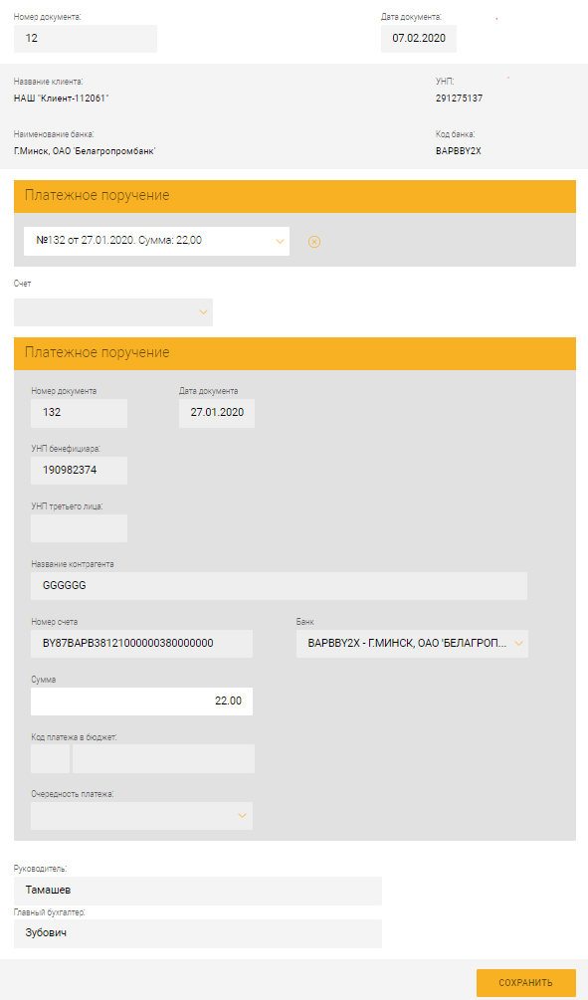 Номер документа:
Дата документа:
12
07.02.2020
Название клиента:
УНП:
НАШ "Клиент-112061"
291275137
Наименование банка:
Код банка:
Г.Минск, ОАО 'Белагропромбанк'
BAPBBY2X
Платежное поручение
№132 от 27.01.2020. Сумма: 22,00
Счет
Платежное поручение
Номер документа
Дата документа
132
27.01.2020
УНП бенефициара:
190982374
УНП третьего лица:
Название контрагента
GGGGGG
Номер счета
Банк
BY87BAPB38121000000380000000
BAPBBY2X - Г.МИНСК, ОАО 'БЕЛАГРОП...
Сумма
22.00
Код платежа в бюджет:
Очередность платежа:
Руководитель:
Тамашев
Главный бухгалтер:
Зубович
СОХРАНИТЬ